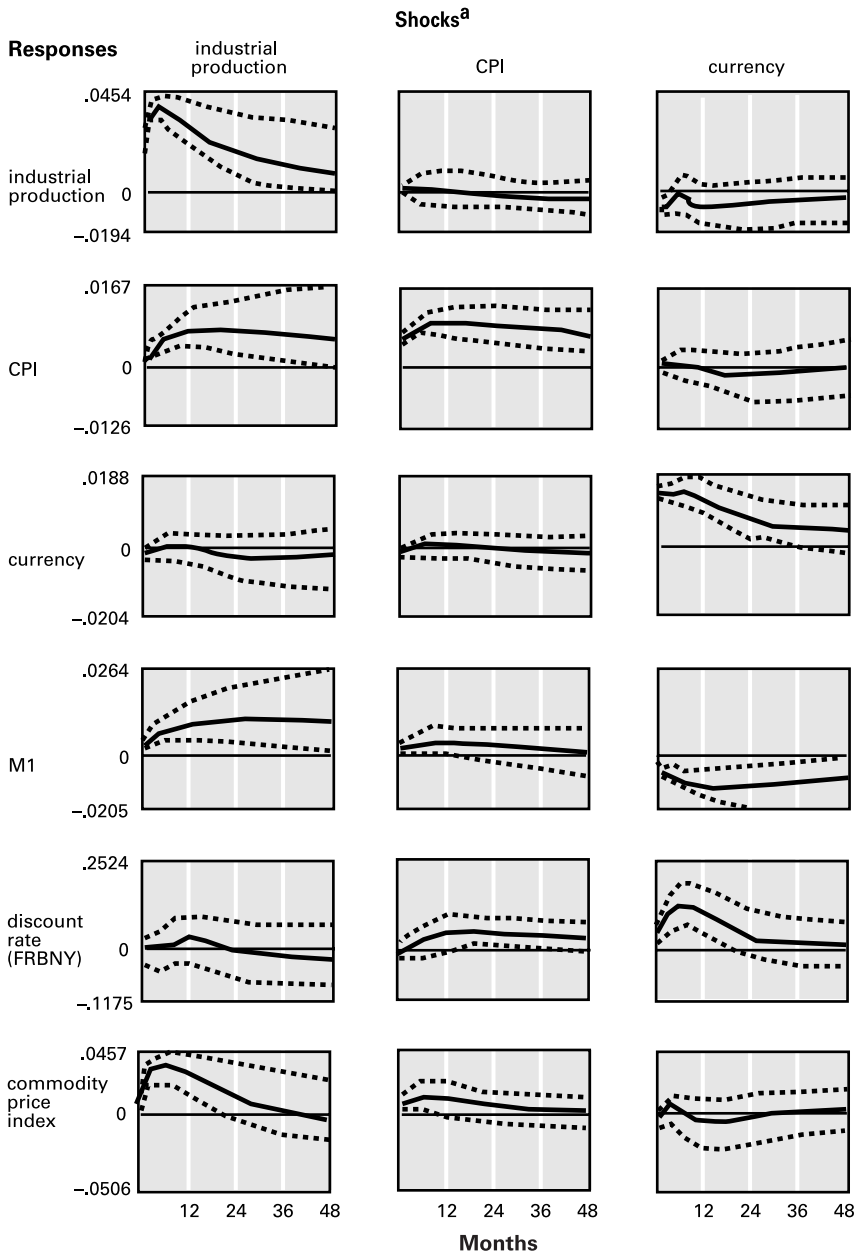 Shocksa
Responses
industrial
production
CPI
currency
.0454
industrial
production
0
–.0194
.0167
CPI
0
–.0126
.0188
currency
0
–.0204
.0264
M1
0
–.0205
.2524
discount
rate
(FRBNY)
0
–.1175
.0457
commodity
price
index
0
–.0506
12 24 36 48 12 24 36 48 12 24 36 48
Months